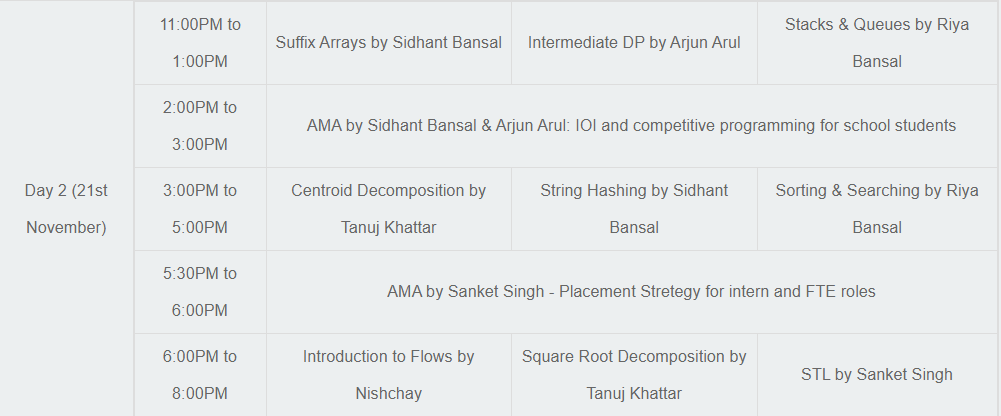 11:00PM to
1:00PM
Suffix Arrays by Sidhant Bansal
Intermediate DP by Arjun Arul
Stacks & Queues by Riya
Bansal
2:00PM to
3:00PM
AMA by Sidhant Bansal & Arjun Arul: IOI and competitive programming for school students
Day 2 (21st
November)
3:00PM to
5:00PM
Centroid Decomposition by
Tanuj Khattar
String Hashing by Sidhant
Bansal
Sorting & Searching by Riya
Bansal
5:30PM to
6:00PM
AMA by Sanket Singh - Placement Stretegy for intern and FTE roles
6:00PM to
8:00PM
Introduction to Flows by
Nishchay
Square Root Decomposition by
Tanuj Khattar
STL by Sanket Singh